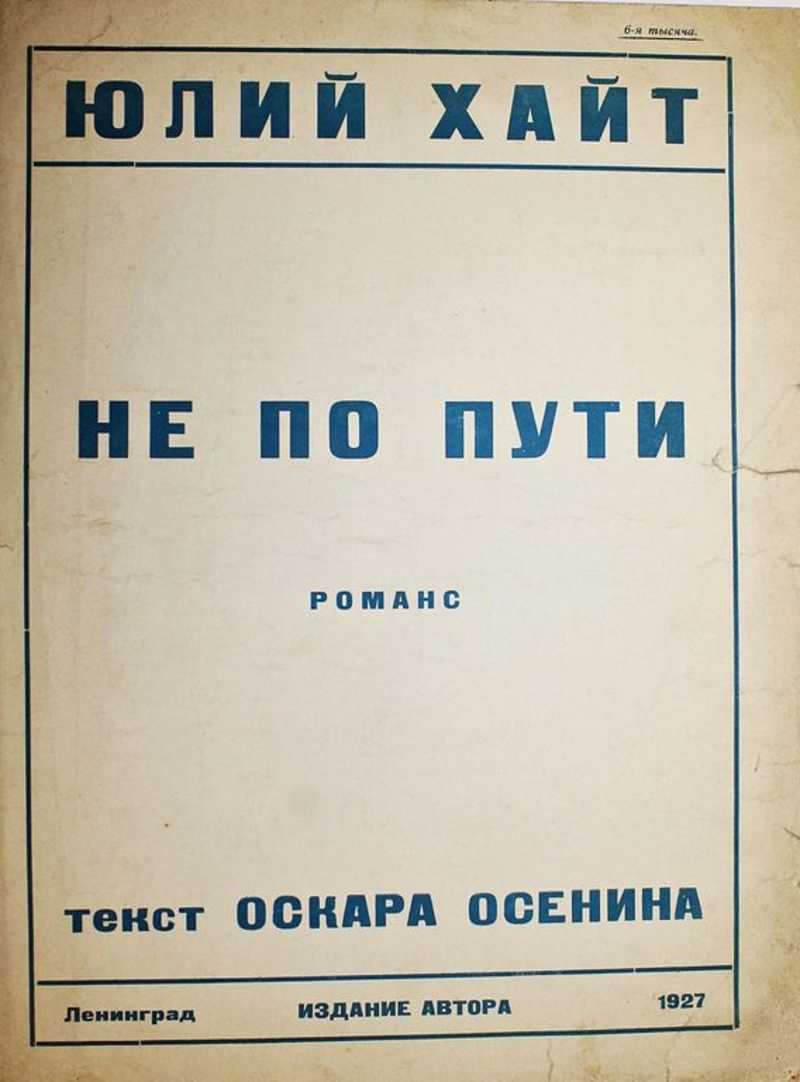 6-я тысяча.
ЮЛИЙ ХАЙТ
НЕ ПО ПУТИ
РОМАНС
текст ОСКАРА ОСЕНИНА
Ленинград ИЗДАНИЕ АВТОРА 1927